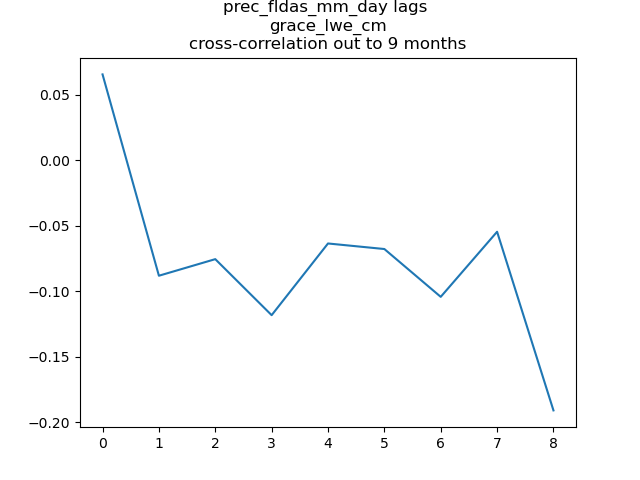 prec_fldas_mm_day lags
grace_lwe_cm
cross-correlation out to 9 months
0.05
0.00
−0.05
−0.10
−0.15
−0.20
0 1 2 3 4 5 6 7 8